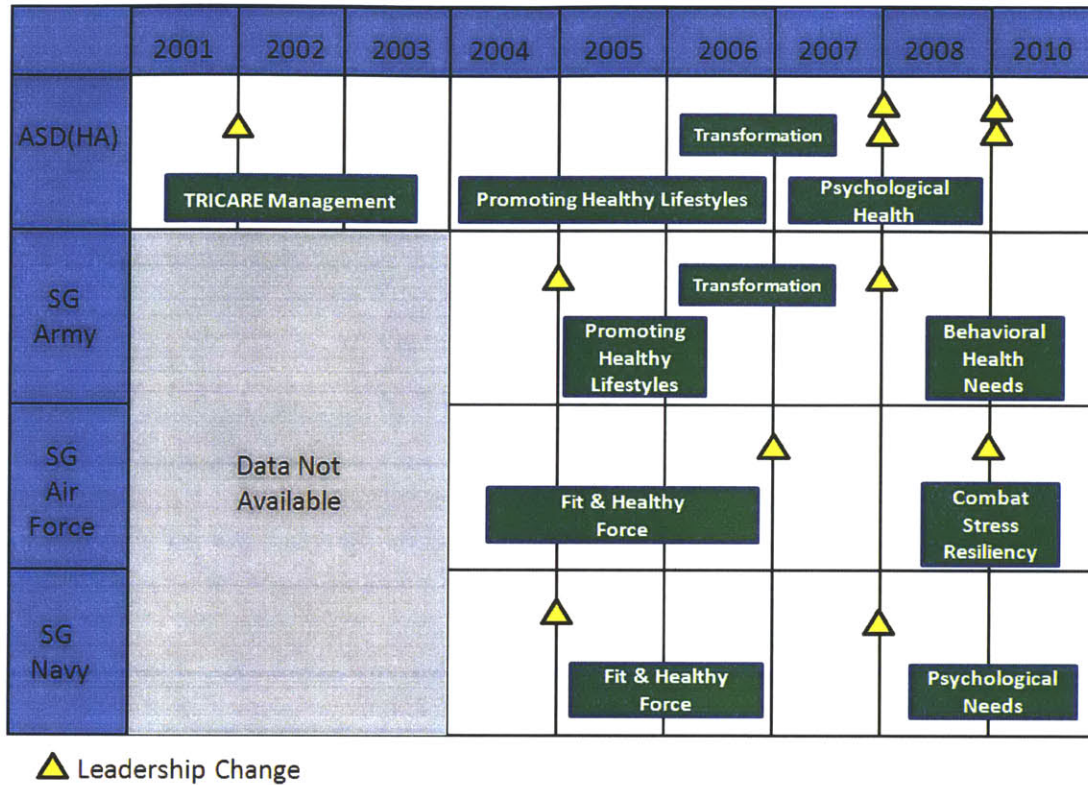 2001 2002 2003 2004 2005 2006 2007 2008 2010
ASD(HA)
Transformation
TRICARE Management
Promoting Healthy Lifestyles
Psychological
Health
SG
Army
Transformation
Promoting
Healthy
Lifestyles
Behavioral
Health
Needs
SG
Air
Force
Data Not
Available
Fit & Healthy
Force
Combat
Stress
Resiliency
SG
Navy
Fit & Healthy
Force
Psychological
Needs
Leadership Change